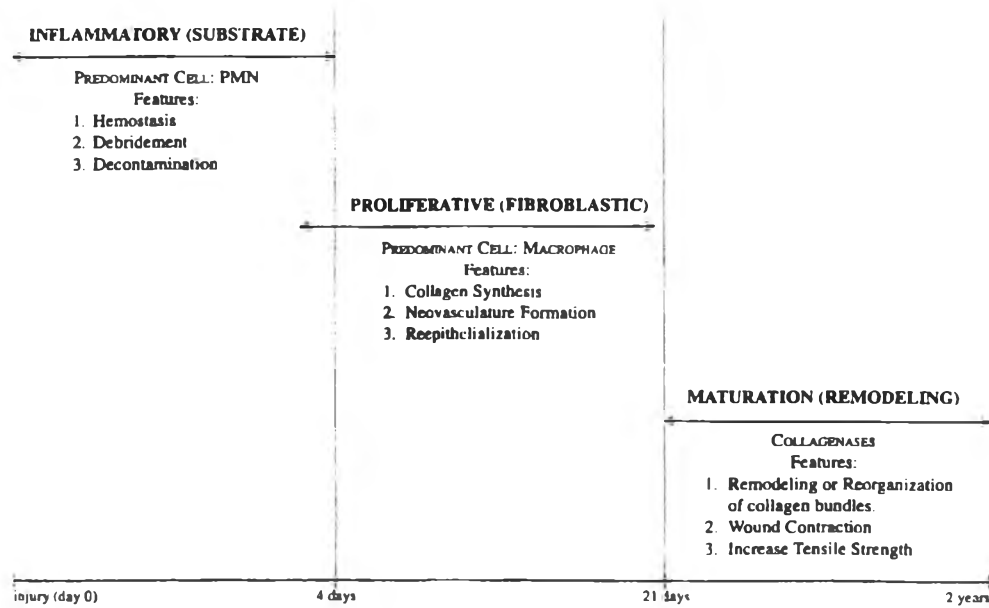 INFLAMMATORY (SUBSTRATE)
PREDOMINANT CELL: PMN
Features:
1. Hemostasis
2. Debridement
3. Decontamination
PROLIFERATIVE (FIBROBLASTIC)
PREDOMINANT CELL: MACROPHAGE
Features:
1. Collagen Synthesis
2. Neovasculature Formation
3. Reepithelialization
MATURATION (REMODELING)
COLLAGENASES
Features:
1. Remodeling or Reorganization
of collagen bundles.
2. Wound Contraction
3. Increase Tensile Strength
injury (day 0) 4 days 21 days 2 years